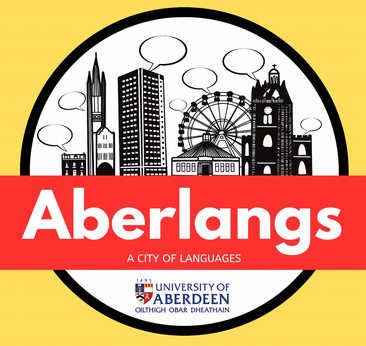 Aberlangs
A CITY OF LANGUAGES
1495
UNIVERSITY OF
ABERDEEN
OILTHIGH OBAR DHEATHAIN